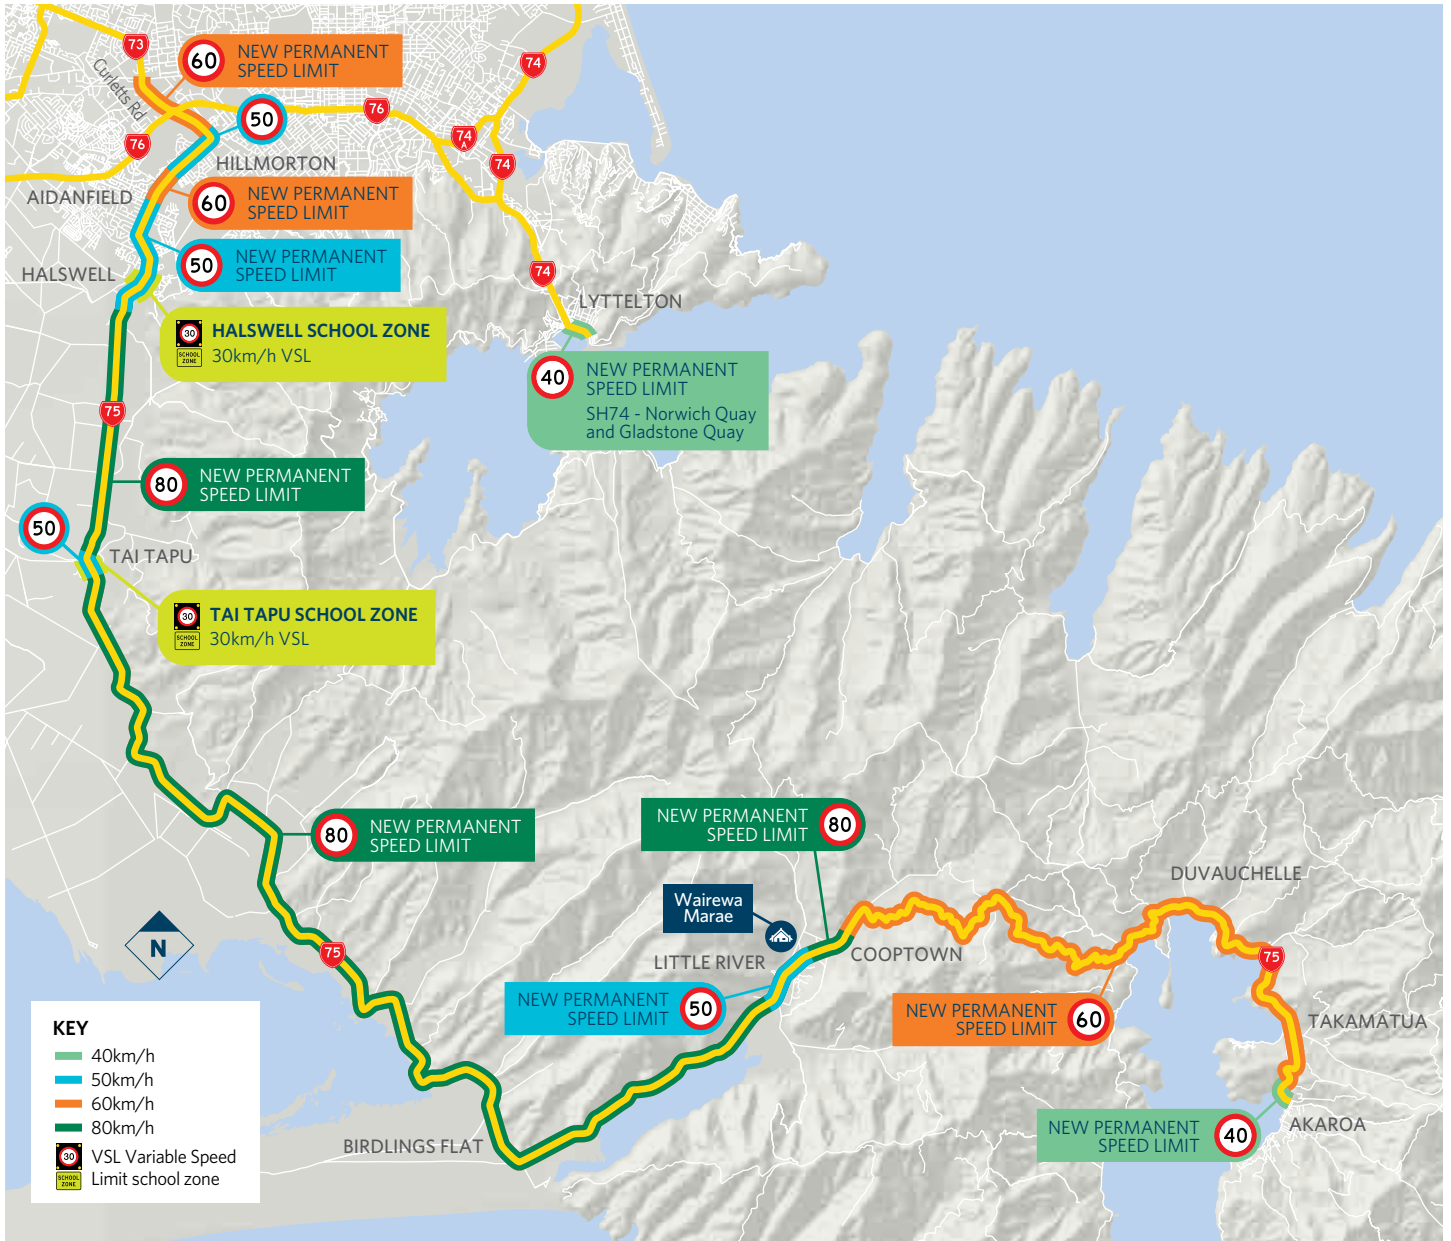 73
Curletts Rd
60
NEW PERMANENT
SPEED LIMIT
74
76
50
74
A
76
74
HILLMORTON
AIDANFIELD
60
NEW PERMANENT
SPEED LIMIT
50
NEW PERMANENT
SPEED LIMIT
HALSWELL
74
LYTTELTON
30
SCHOOL
ZONE
HALSWELL SCHOOL ZONE
30km/h VSL
40
NEW PERMANENT
SPEED LIMIT
SH74 - Norwich Quay
and Gladstone Quay
75
80
NEW PERMANENT
SPEED LIMIT
50
TAI TAPU
30
SCHOOL
ZONE
TAI TAPU SCHOOL ZONE
30km/h VSL
80
NEW PERMANENT
SPEED LIMIT
NEW PERMANENT
SPEED LIMIT
80
DUVAUCHELLE
Wairewa
Marae
N
75
LITTLE RIVER
COOPTOWN
75
NEW PERMANENT
SPEED LIMIT
50
NEW PERMANENT
SPEED LIMIT
60
TAKAMATUA
KEY
40km/h
50km/h
60km/h
80km/h
30
VSL Variable Speed
SCHOOL
ZONE
Limit school zone
BIRDLINGS FLAT
NEW PERMANENT
SPEED LIMIT
40
AKAROA